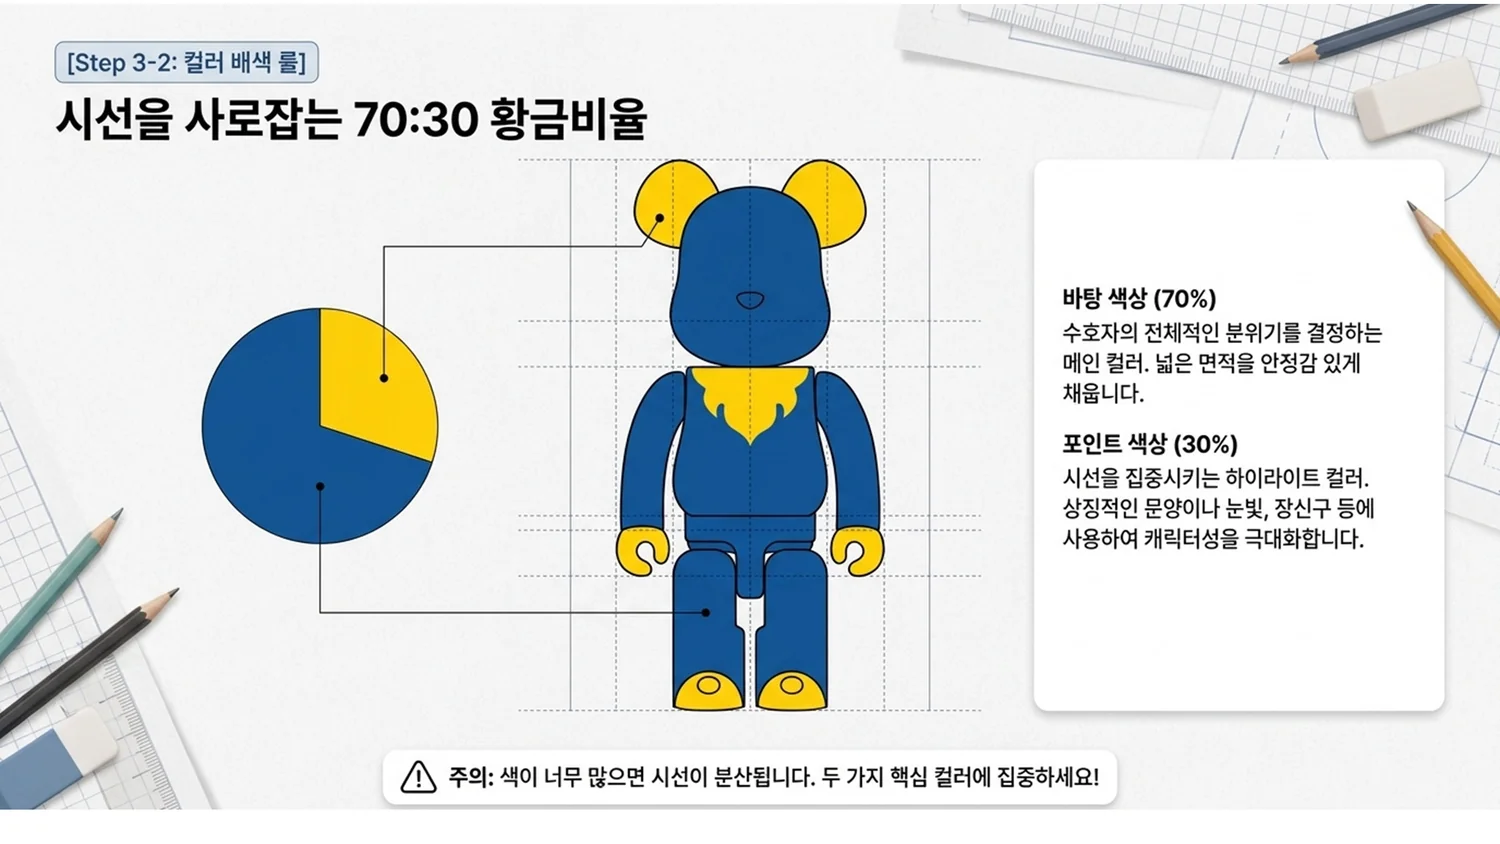 [Step 3-2: 컬러 배색 룰]
시선을 사로잡는 70:30 황금비율
바탕 색상 (70%)
수호자의 전체적인 분위기를 결정하는
메인 컬러. 넓은 면적을 안정감 있게
채웁니다.
포인트 색상 (30%)
시선을 집중시키는 하이라이트 컬러.
상징적인 문양이나 눈빛, 장신구 등에
사용하여 캐릭터성을 극대화합니다.
주의: 색이 너무 많으면 시선이 분산됩니다. 두 가지 핵심 컬러에 집중하세요!